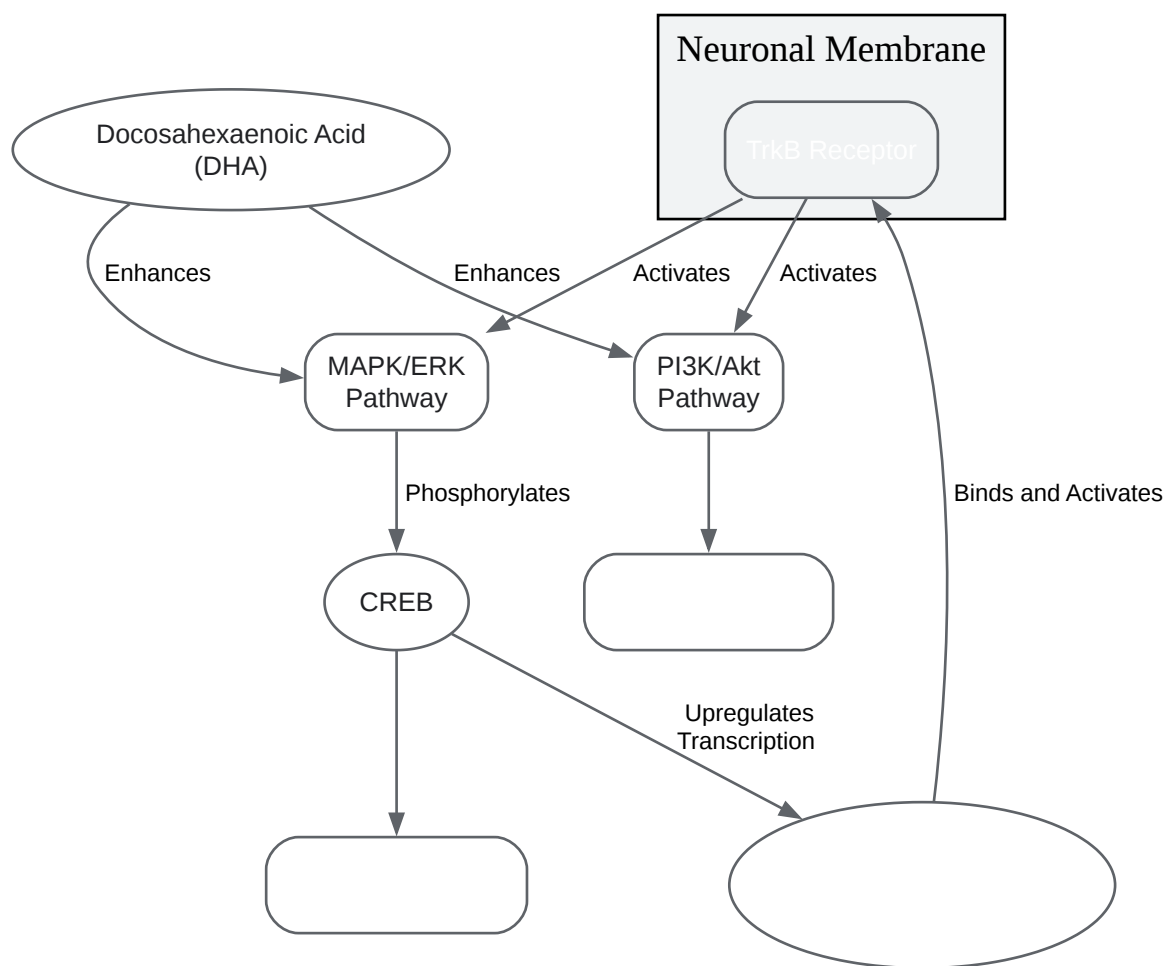 Neuronal Membrane
Docosahexaenoic Acid
(DHA)
TrkB Receptor
Enhances
Enhances
Activates
Activates
MAPK/ERK
Pathway
PI3K/Akt
Pathway
Phosphorylates
Binds and Activates
CREB
Upregulates
Transcription